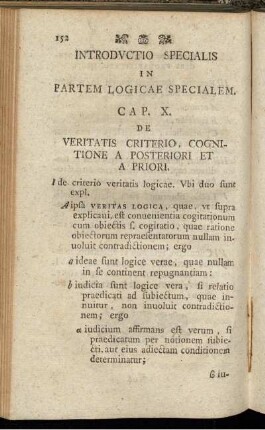 152
INTRODVCTIO SPECIALIS
IN
PARTEM LOGICAE SPECIALEM.
CAP. X.
DE
VERITATIS CRITERIO, COGNI-
TIONE A POSTERIORI ET
A PRIORI.
I de criterio veritatis logicae. Vbi duo sunt
expl.
A ipsa VERITAS LOGICA, quae, vt supra
explicaui, est conuenientia cogitationum
cum obiectis s. cogitatio, quae ratione
obiectorum repraesentatorum nullam in-
uoluit contradictionem; ergo
a ideae sunt logice verae, quae nullam
in se continent repugnantiam:
b iudicia sunt logice vera, si relatio
praedicati ad subiectum, quae in-
nuitur, non inuoluit contradictio-
nem; ergo
α iudicium affirmans est verum, si
praedicatum per notionem subie-
cti, aut eius adiectam conditionem
determinatur;
β iu-